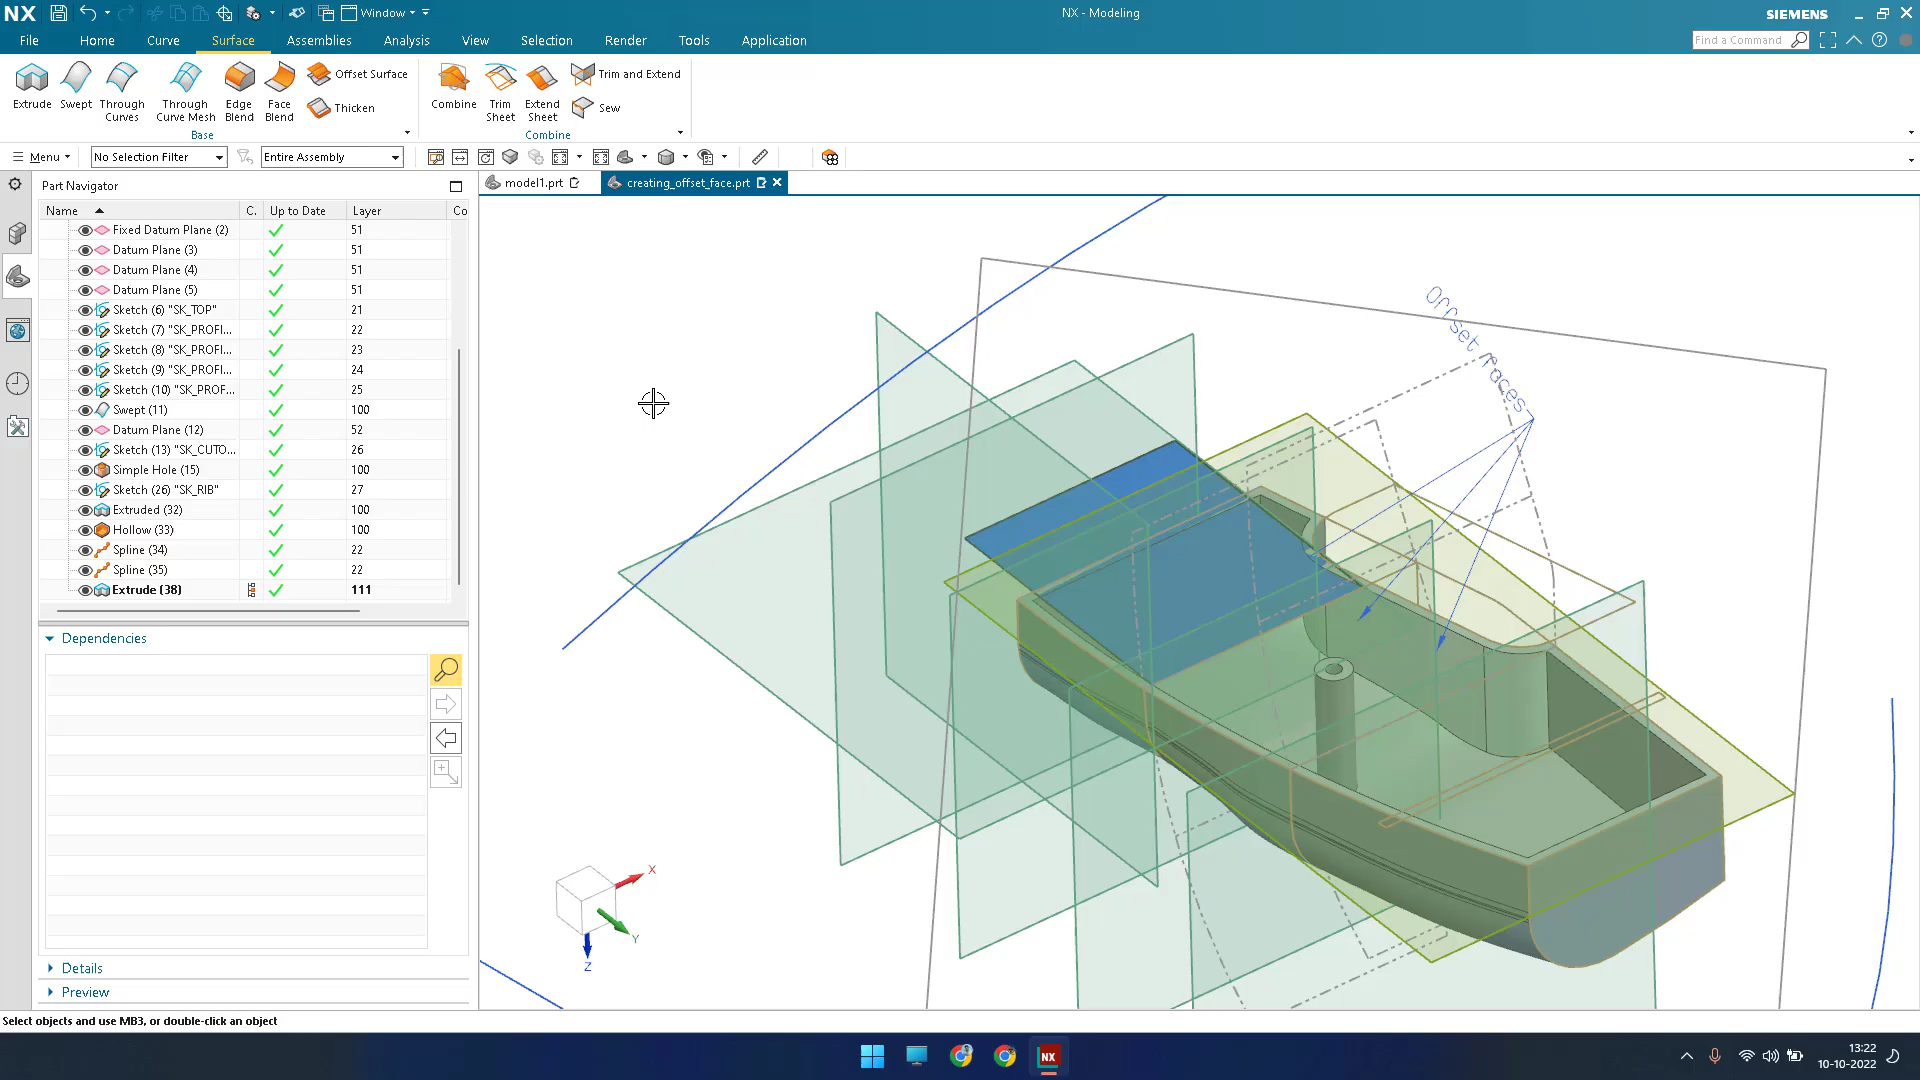 NX
Window
NX - Modeling
SIEMENS
File
Home
Curve
Surface
Assemblies
Analysis
View
Selection
Render
Tools
Application
Find a Command
Extrude
Swept
Through Curves
Through Curve Mesh
Edge Blend
Face Blend
Offset Surface
Thicken
Combine
Trim Sheet
Extend Sheet
Trim and Extend
Sew
Base
Combine
Menu
No Selection Filter
Entire Assembly
Part Navigator
model1.prt
creating_offset_face.prt
Name C. Up to Date Layer Co
Fixed Datum Plane (2) 51
Datum Plane (3) 51
Datum Plane (4) 51
Datum Plane (5) 51
Sketch (6) "SK_TOP" 21
Sketch (7) "SK_PROFI... 22
Sketch (8) "SK_PROFI... 23
Sketch (9) "SK_PROFI... 24
Sketch (10) "SK_PROF... 25
Swept (11) 100
Datum Plane (12) 52
Sketch (13) "SK_CUTO... 26
Simple Hole (15) 100
Sketch (26) "SK_RIB" 27
Extruded (32) 100
Hollow (33) 100
Spline (34) 22
Spline (35) 22
Extrude (38) 111
Dependencies
Details
Preview
Offset faces
X
Y
Z
Select objects and use MB3, or double-click an object
NX
13:22
10-10-2022